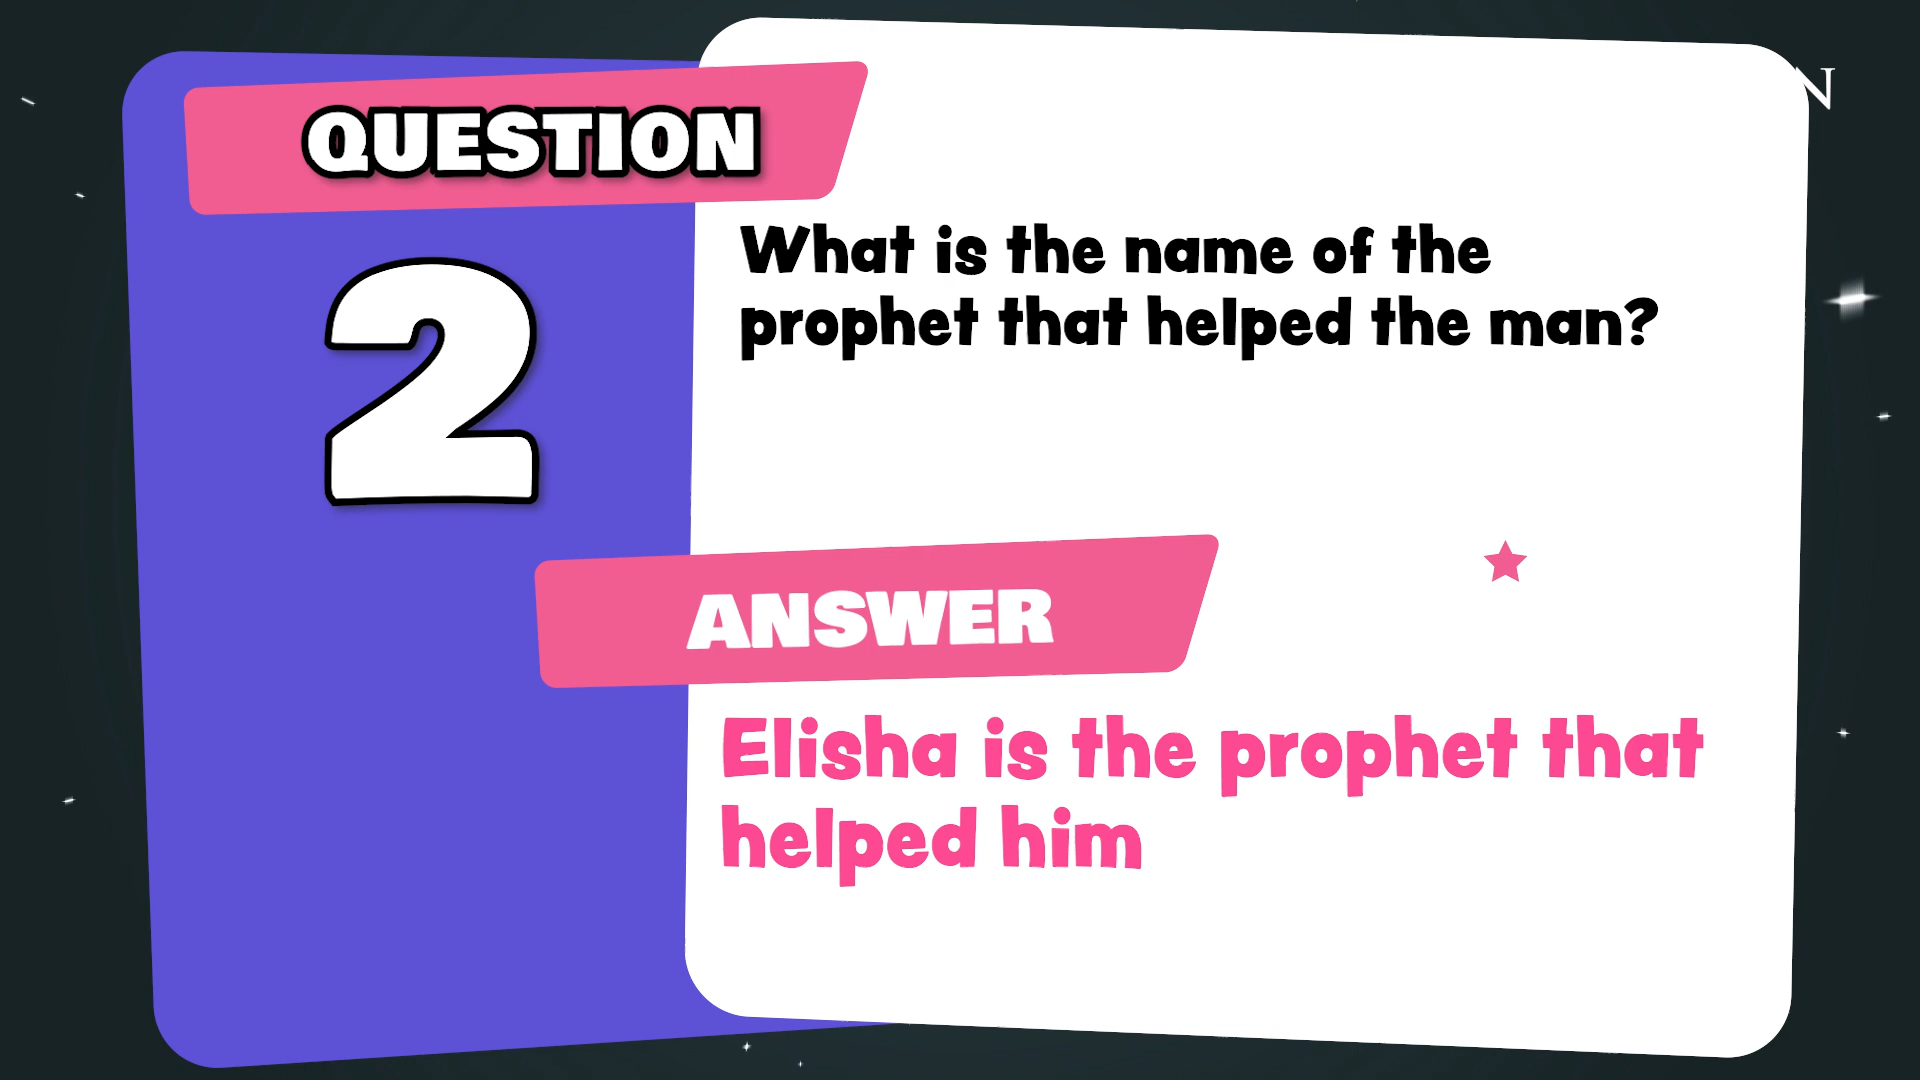 QUESTION
2
What is the name of the
prophet that helped the man?
ANSWER
Elisha is the prophet that
helped him
N